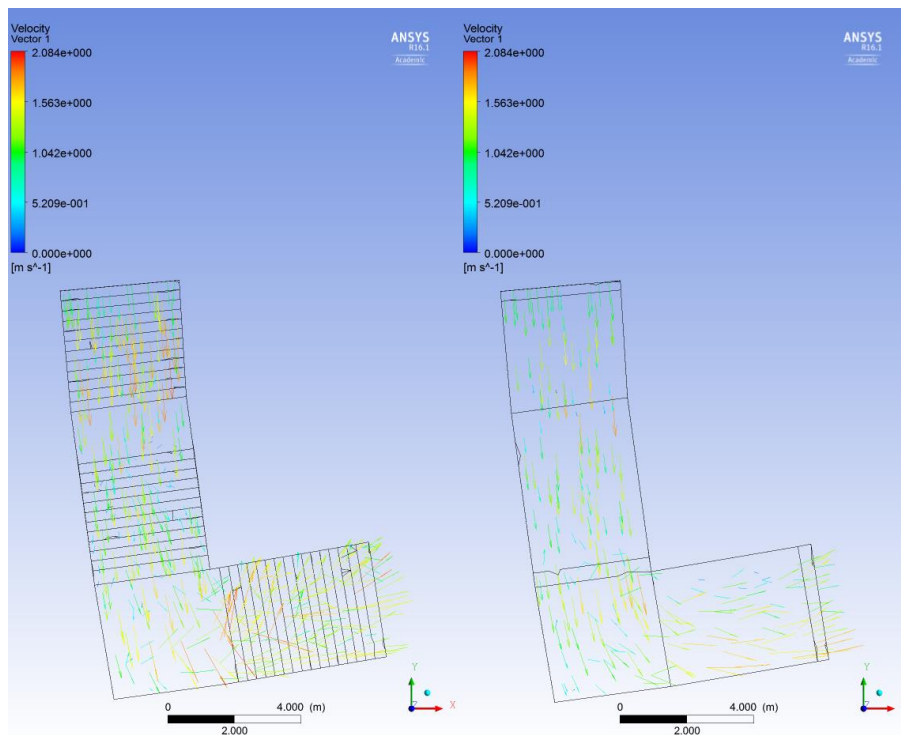 Velocity
Vector 1
2.084e+000
1.563e+000
1.042e+000
5.209e-001
0.000e+000
[m s^-1]
ANSYS
R16.1
Academic
Y
X
0 4.000 (m)
2.000
Velocity
Vector 1
2.084e+000
1.563e+000
1.042e+000
5.209e-001
0.000e+000
[m s^-1]
ANSYS
R16.1
Academic
Y
0 4.000 (m)
2.000